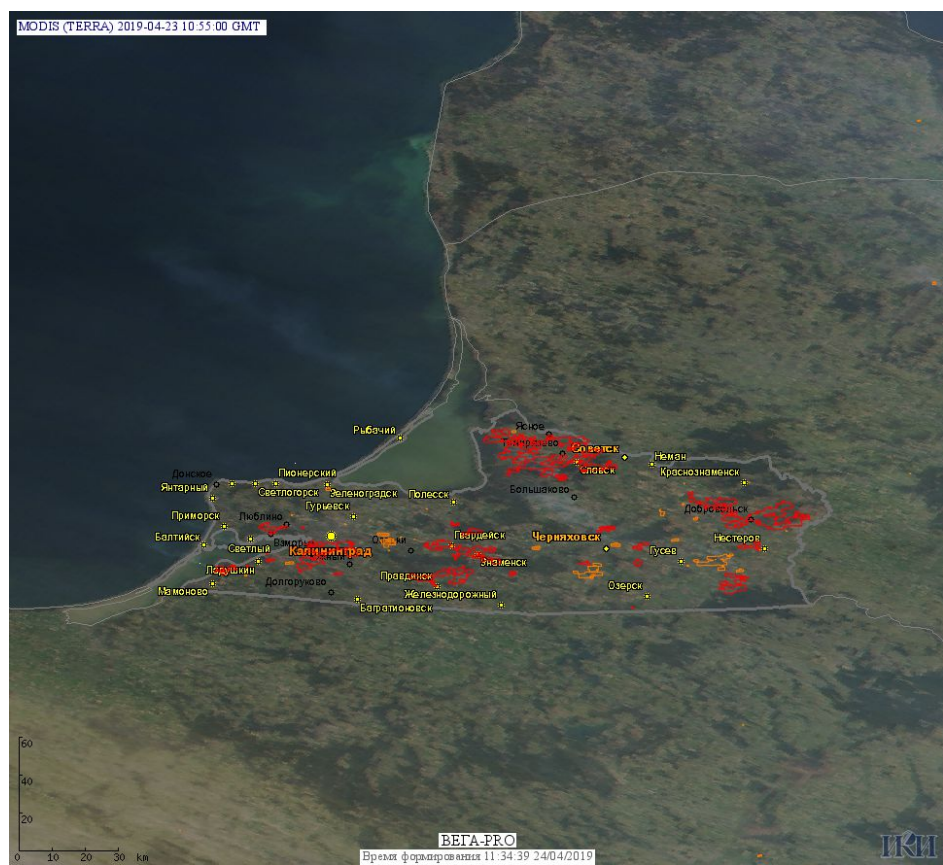 MODIS (TERRA) 2019-04-23 10:55:00 GMT
Рыбачий
Ясное
Советск
Неман
Славск
Краснознаменск
Донское
Пионерский
Янтарный
Светлогорск
Зеленоградск
Полесск
Большаково
Гурьевск
Добровольск
Приморск
Люблино
Балтийск
Гвардейск
Черняховск
Нестеров
Светлый
Калининград
Гусев
Знаменск
Ладушкин
Правдинск
Долгоруково
Озерск
Мамоново
Железнодорожный
Багратионовск
60
40
20
0 10 20 30 km
ВЕГА-PRO
Время формирования 11:34:39 24/04/2019
ИКИ